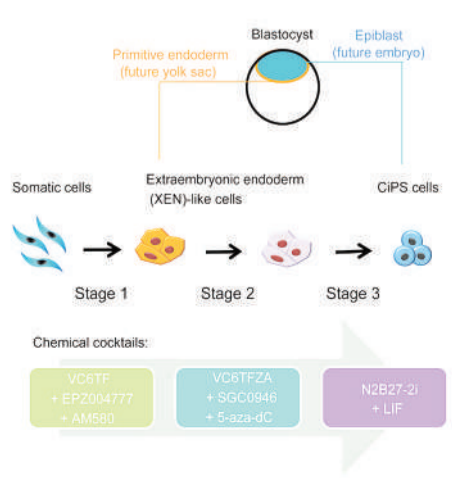 Blastocyst
Primitive endoderm
(future yolk sac)
Epiblast
(future embryo)
Somatic cells
Extraembryonic endoderm
(XEN)-like cells
CiPS cells
Stage 1
Stage 2
Stage 3
Chemical cocktails:
VC6TF
+ EPZ004777
+ AM580
VC6TFZA
+ SGC0946
+ 5-aza-dC
N2B27-2i
+ LIF